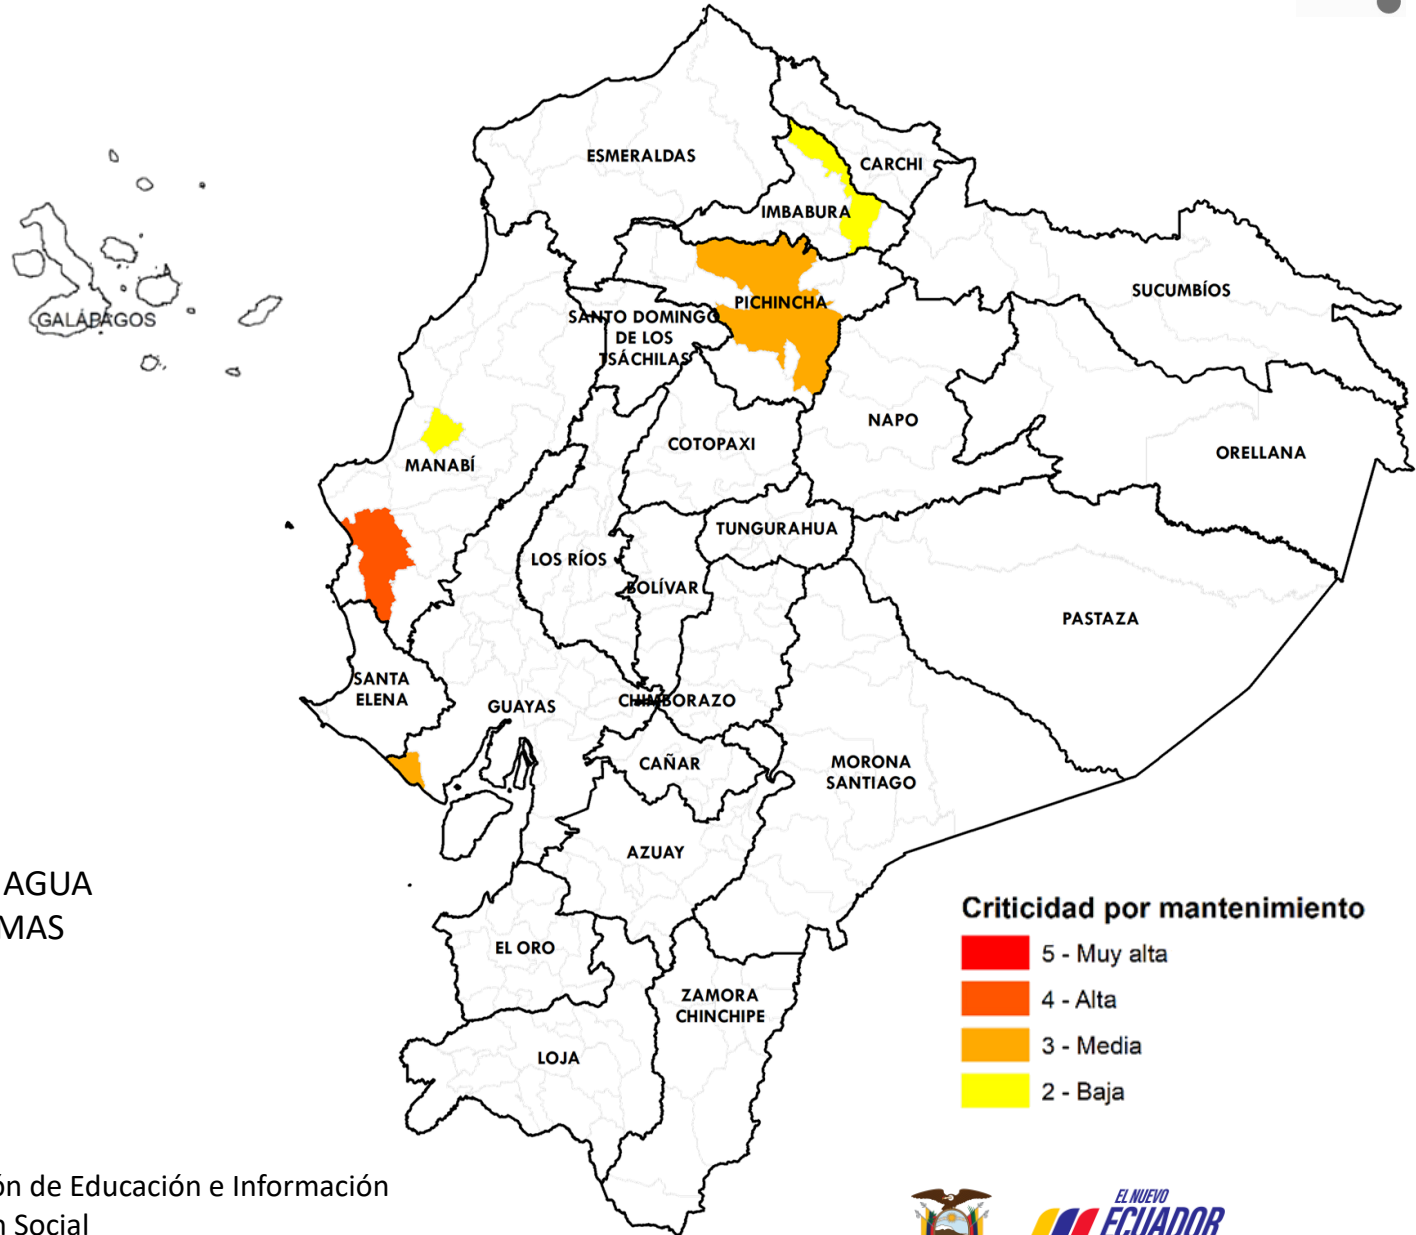 ESMERALDAS
CARCHI
IMBABURA
GALÁPAGOS
PICHINCHA
SUCUMBÍOS
SANTO DOMINGO
DE LOS
TSÁCHILAS
NAPO
COTOPAXI
ORELLANA
MANABÍ
TUNGURAHUA
LOS RÍOS
BOLÍVAR
PASTAZA
SANTA
ELENA
GUAYAS
CHIMBORAZO
CAÑAR
MORONA
SANTIAGO
AZUAY
AGUA
MAS
EL ORO
ZAMORA
CHINCHIPE
LOJA
Criticidad por mantenimiento
5 - Muy alta
4 - Alta
3 - Media
2 - Baja
ón de Educación e Información
n Social
EL NUEVO
ECUADOR